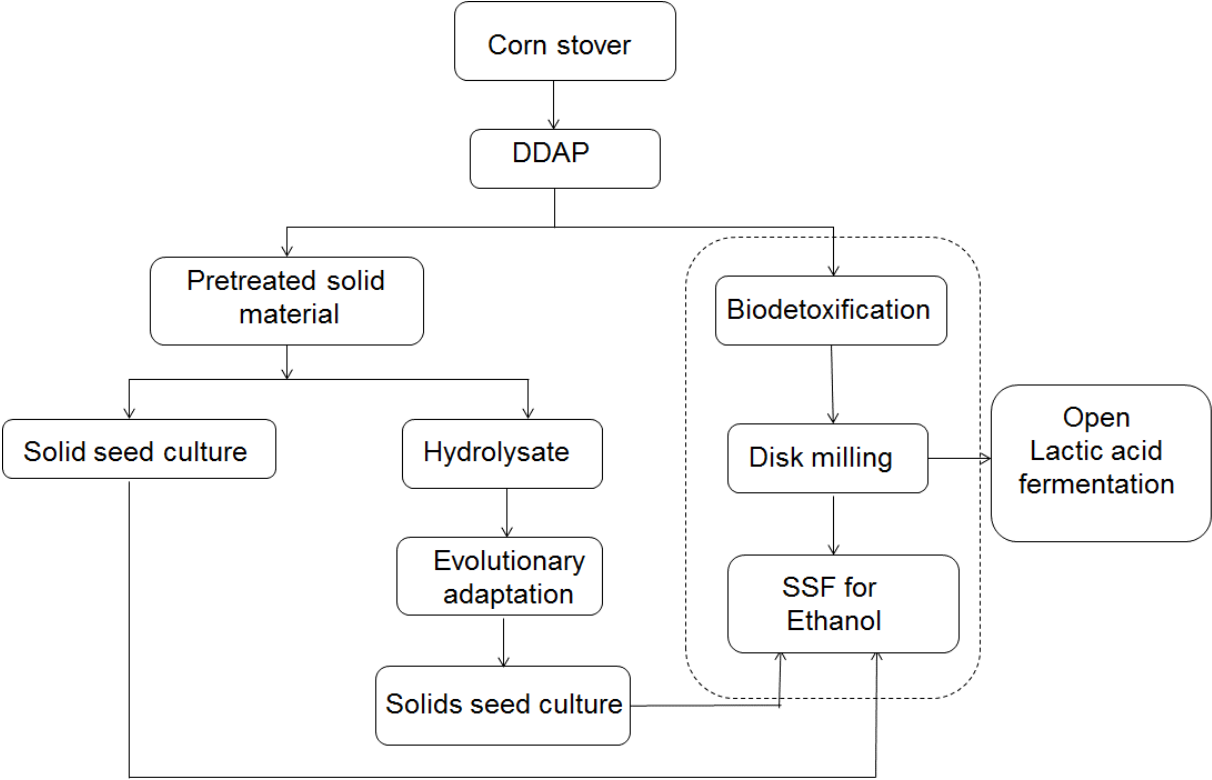 Corn stover
DDAP
Pretreated solid
material
Biodetoxification
Solid seed culture
Hydrolysate
Disk milling
Open
Lactic acid
fermentation
Evolutionary
adaptation
SSF for
Ethanol
Solids seed culture